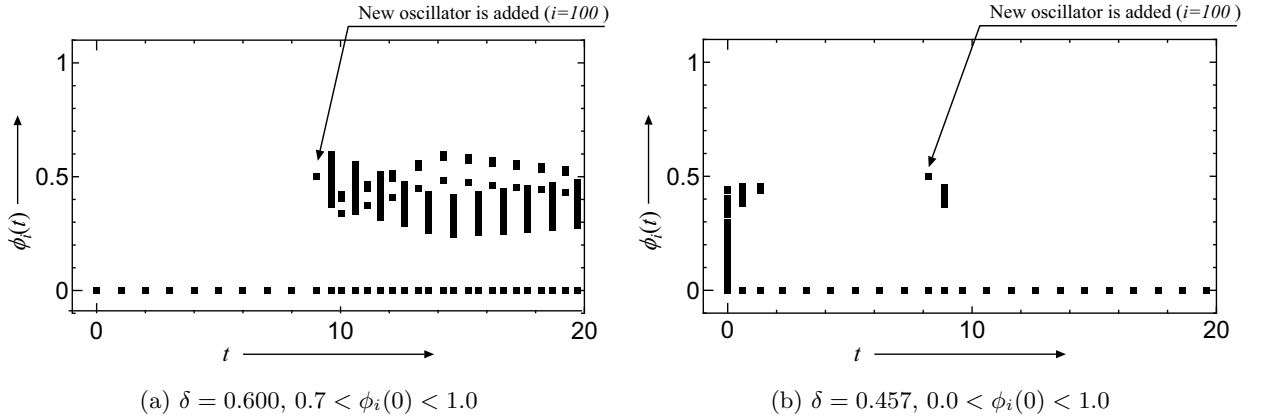 New oscillator is added (i=100 )
1
0.5
0
ϕi(t)
0
10
20
t
(a) δ = 0.600, 0.7 < ϕi(0) < 1.0
New oscillator is added (i=100 )
1
0.5
0
ϕi(t)
0
10
20
t
(b) δ = 0.457, 0.0 < ϕi(0) < 1.0